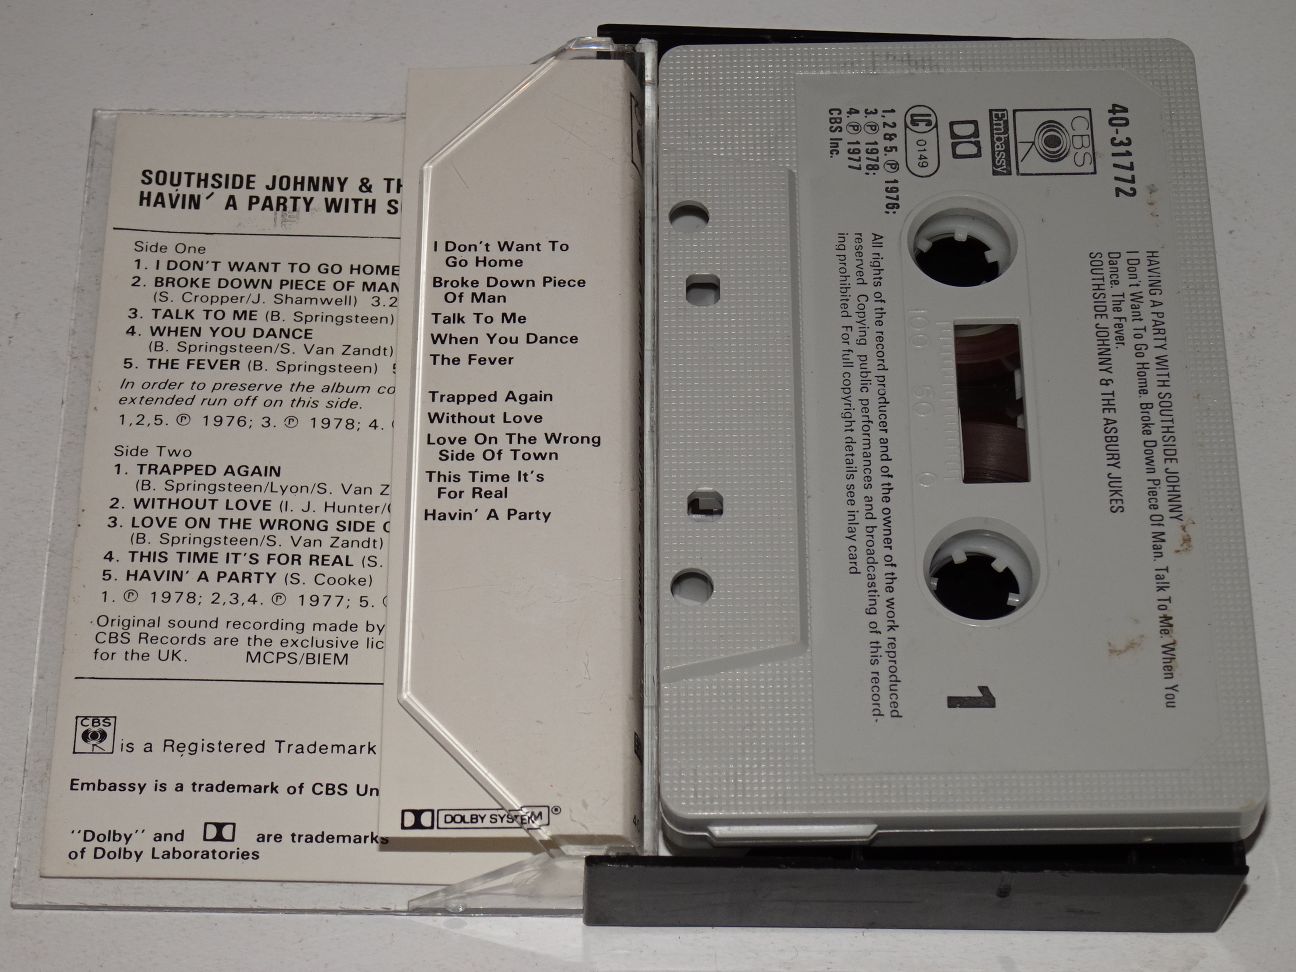 SOUTHSIDE JOHNNY & TH
HAVIN' A PARTY WITH S
Side One
1. I DON'T WANT TO GO HOME
2. BROKE DOWN PIECE OF MAN
(S. Cropper/J. Shamwell) 3.2
3. TALK TO ME (B. Springsteen)
4. WHEN YOU DANCE
(B. Springsteen/S. Van Zandt)
5. THE FEVER (B. Springsteen)
In order to preserve the album co
extended run off on this side.
1,2,5. ℗ 1976; 3. ℗ 1978; 4.
Side Two
1. TRAPPED AGAIN
(B. Springsteen/Lyon/S. Van Z
2. WITHOUT LOVE (I. J. Hunter/
3. LOVE ON THE WRONG SIDE O
(B. Springsteen/S. Van Zandt)
4. THIS TIME IT'S FOR REAL (S.
5. HAVIN' A PARTY (S. Cooke)
1. ℗ 1978; 2,3,4. ℗ 1977; 5.
Original sound recording made by
CBS Records are the exclusive lic
for the UK. MCPS/BIEM
CBS
is a Registered Trademark
Embassy is a trademark of CBS Un
"Dolby" and are trademarks
of Dolby Laboratories
I Don't Want To
Go Home
Broke Down Piece
Of Man
Talk To Me
When You Dance
The Fever
Trapped Again
Without Love
Love On The Wrong
Side Of Town
This Time It's
For Real
Havin' A Party
DOLBY SYSTEM®
40-31772
CBS
Embassy
LC 0149
1, 2 & 5. ℗ 1976;
3. ℗ 1978;
4. ℗ 1977
CBS Inc.
HAVING A PARTY WITH SOUTHSIDE JOHNNY
I Don't Want To Go Home. Broke Down Piece Of Man. Talk To Me. When You
Dance. The Fever.
SOUTHSIDE JOHNNY & THE ASBURY JUKES
All rights of the record producer and of the owner of the work reproduced
reserved Copying public performances and broadcasting of this record-
ing prohibited For full copyright details see inlay card
1
100 50 0